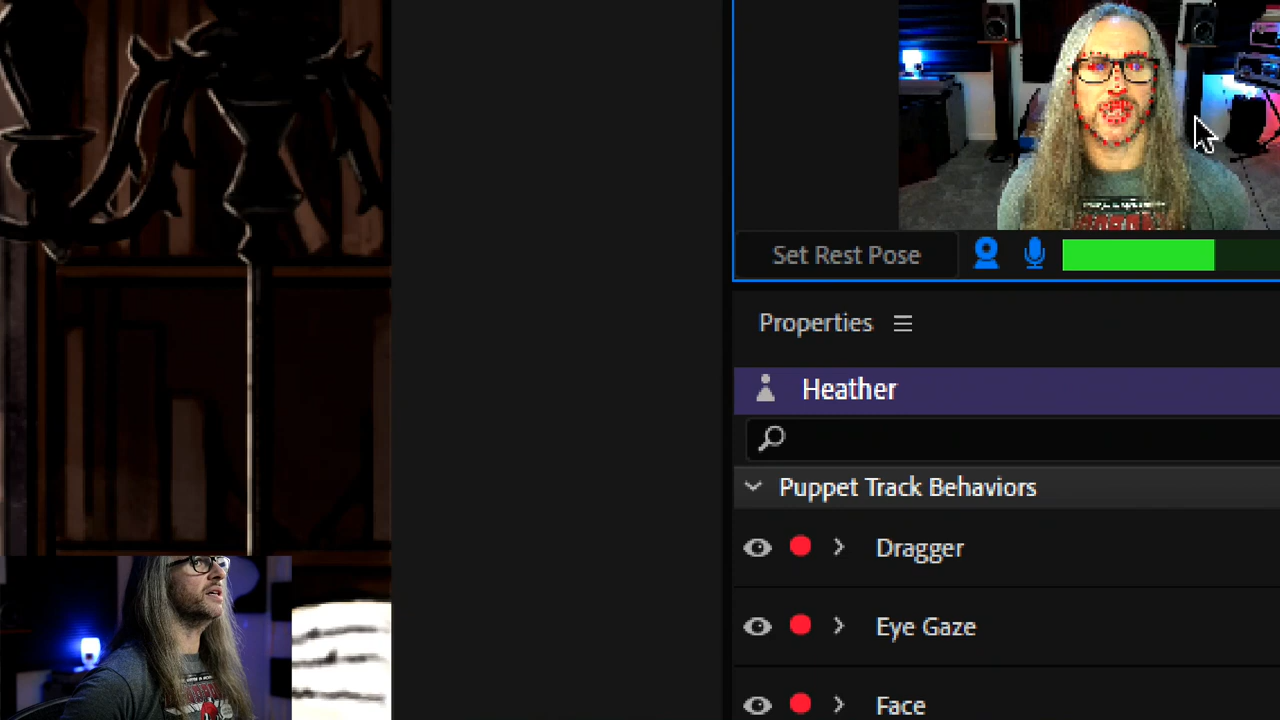 Set Rest Pose
Properties
Heather
Puppet Track Behaviors
Dragger
Eye Gaze
Face